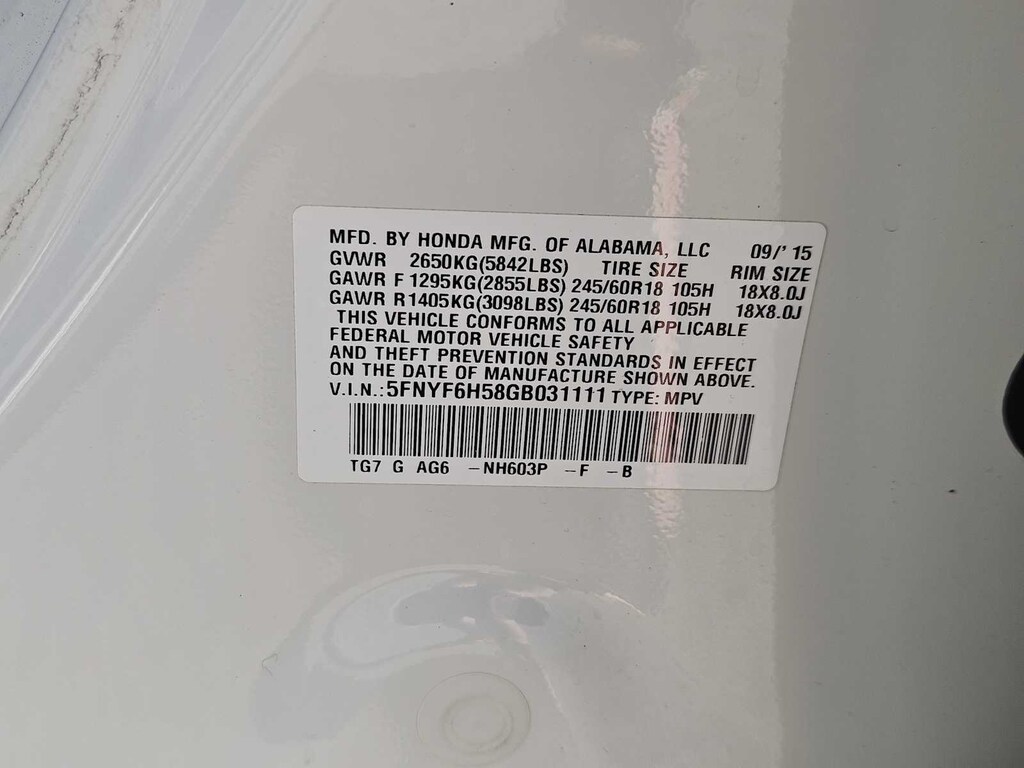 MFD. BY HONDA MFG. OF ALABAMA, LLC 09/' 15
GVWR 2650KG(5842LBS) TIRE SIZE RIM SIZE
GAWR F 1295KG(2855LBS) 245/60R18 105H 18X8.0J
GAWR R 1405KG(3098LBS) 245/60R18 105H 18X8.0J
THIS VEHICLE CONFORMS TO ALL APPLICABLE
FEDERAL MOTOR VEHICLE SAFETY
AND THEFT PREVENTION STANDARDS IN EFFECT
ON THE DATE OF MANUFACTURE SHOWN ABOVE.
V.I.N.:5FNYF6H58GB031111 TYPE: MPV
TG7 G AG6 -NH603P -F -B